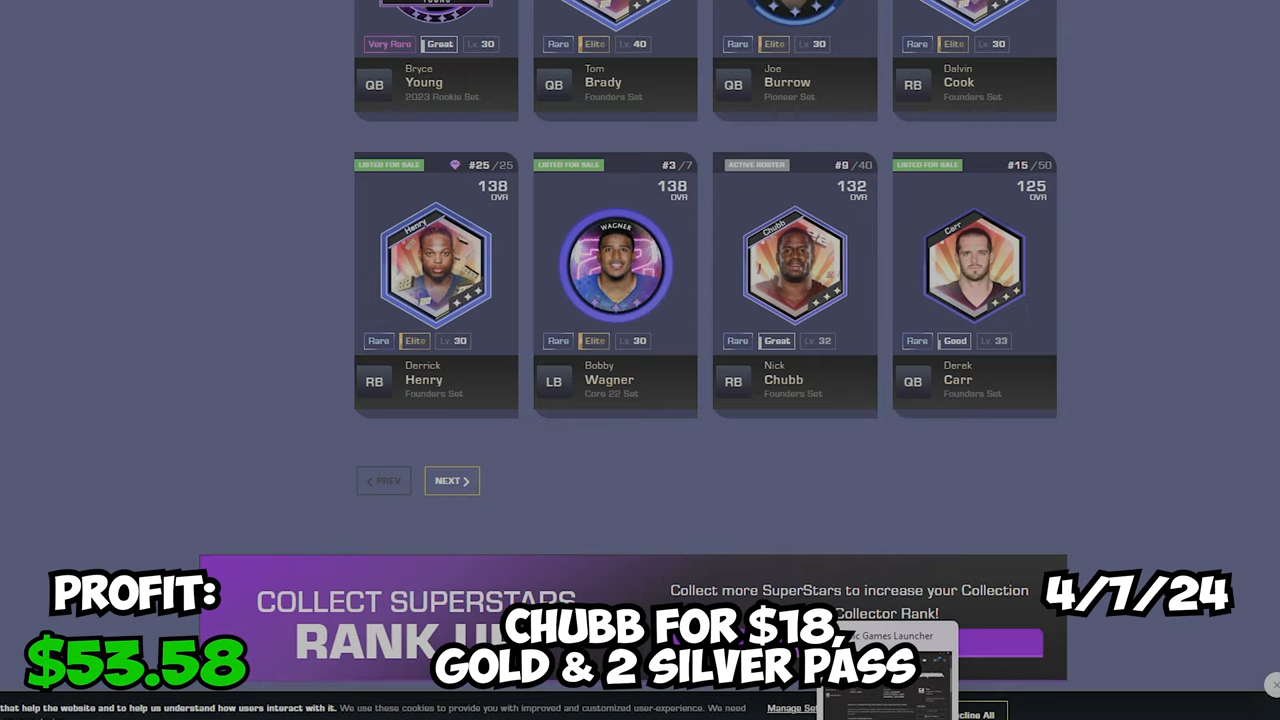 YOUNG
Very Rare Great Lv. 30
Rare Elite Lv. 40
Rare Elite Lv. 30
Rare Elite Lv. 30
QB Bryce Young 2023 Rookie Set
QB Tom Brady Founders Set
QB Joe Burrow Pioneer Set
RB Dalvin Cook Founders Set
LISTED FOR SALE #25 /25
LISTED FOR SALE #3 /7
ACTIVE ROSTER #9 /40
LISTED FOR SALE #15 /50
138 OVR
138 OVR
132 OVR
125 OVR
Henry
WAGNER
Chubb
Carr
Rare Elite Lv. 30
Rare Elite Lv. 30
Rare Great Lv. 32
Rare Good Lv. 33
RB Derrick Henry Founders Set
LB Bobby Wagner Core 22 Set
RB Nick Chubb Founders Set
QB Derek Carr Founders Set
PREV
NEXT
COLLECT SUPERSTARS
RANK U
Collect more SuperStars to increase your Collection
Collector Rank!
ic Games Launcher
PROFIT:
$53.58
CHUBB FOR $18,
GOLD & 2 SILVER PASS
4/7/24
that help the website and to help us understand how users interact with it. We use these cookies to provide you with improved and customized user-experience. We need
Manage Set
cline All